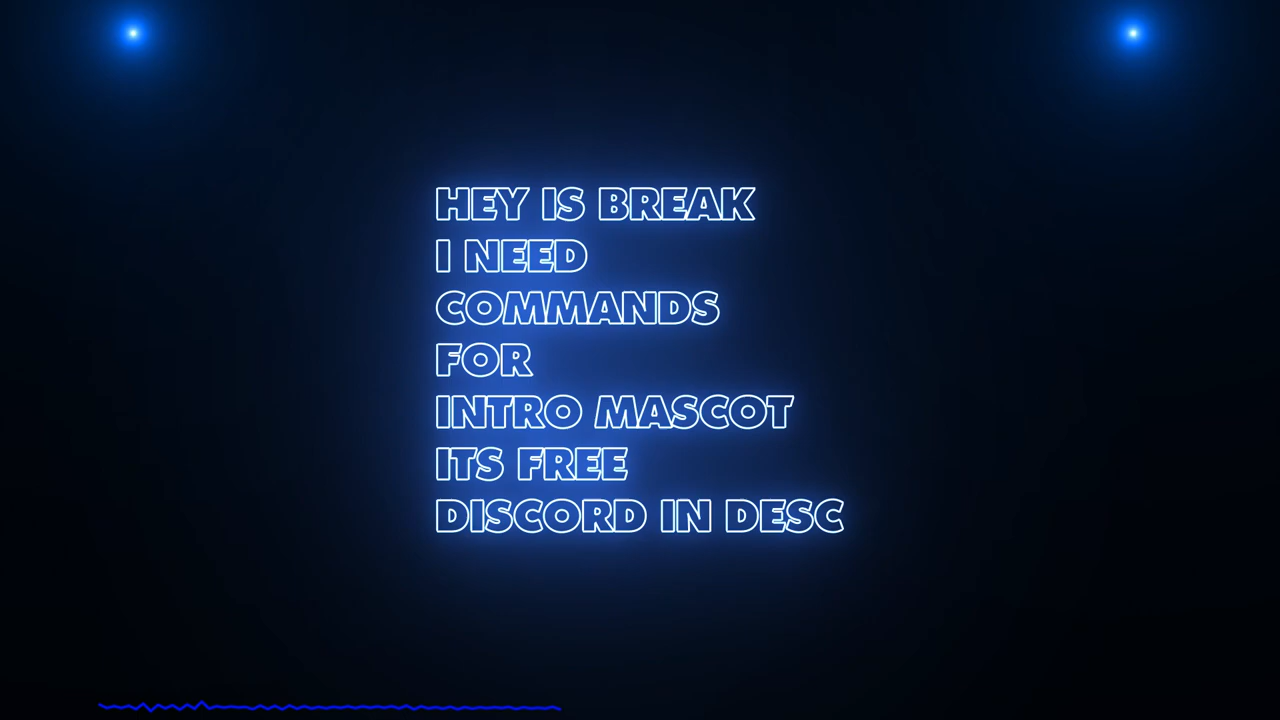 HEY IS BREAK
I NEED
COMMANDS
FOR
INTRO MASCOT
ITS FREE
DISCORD IN DESC